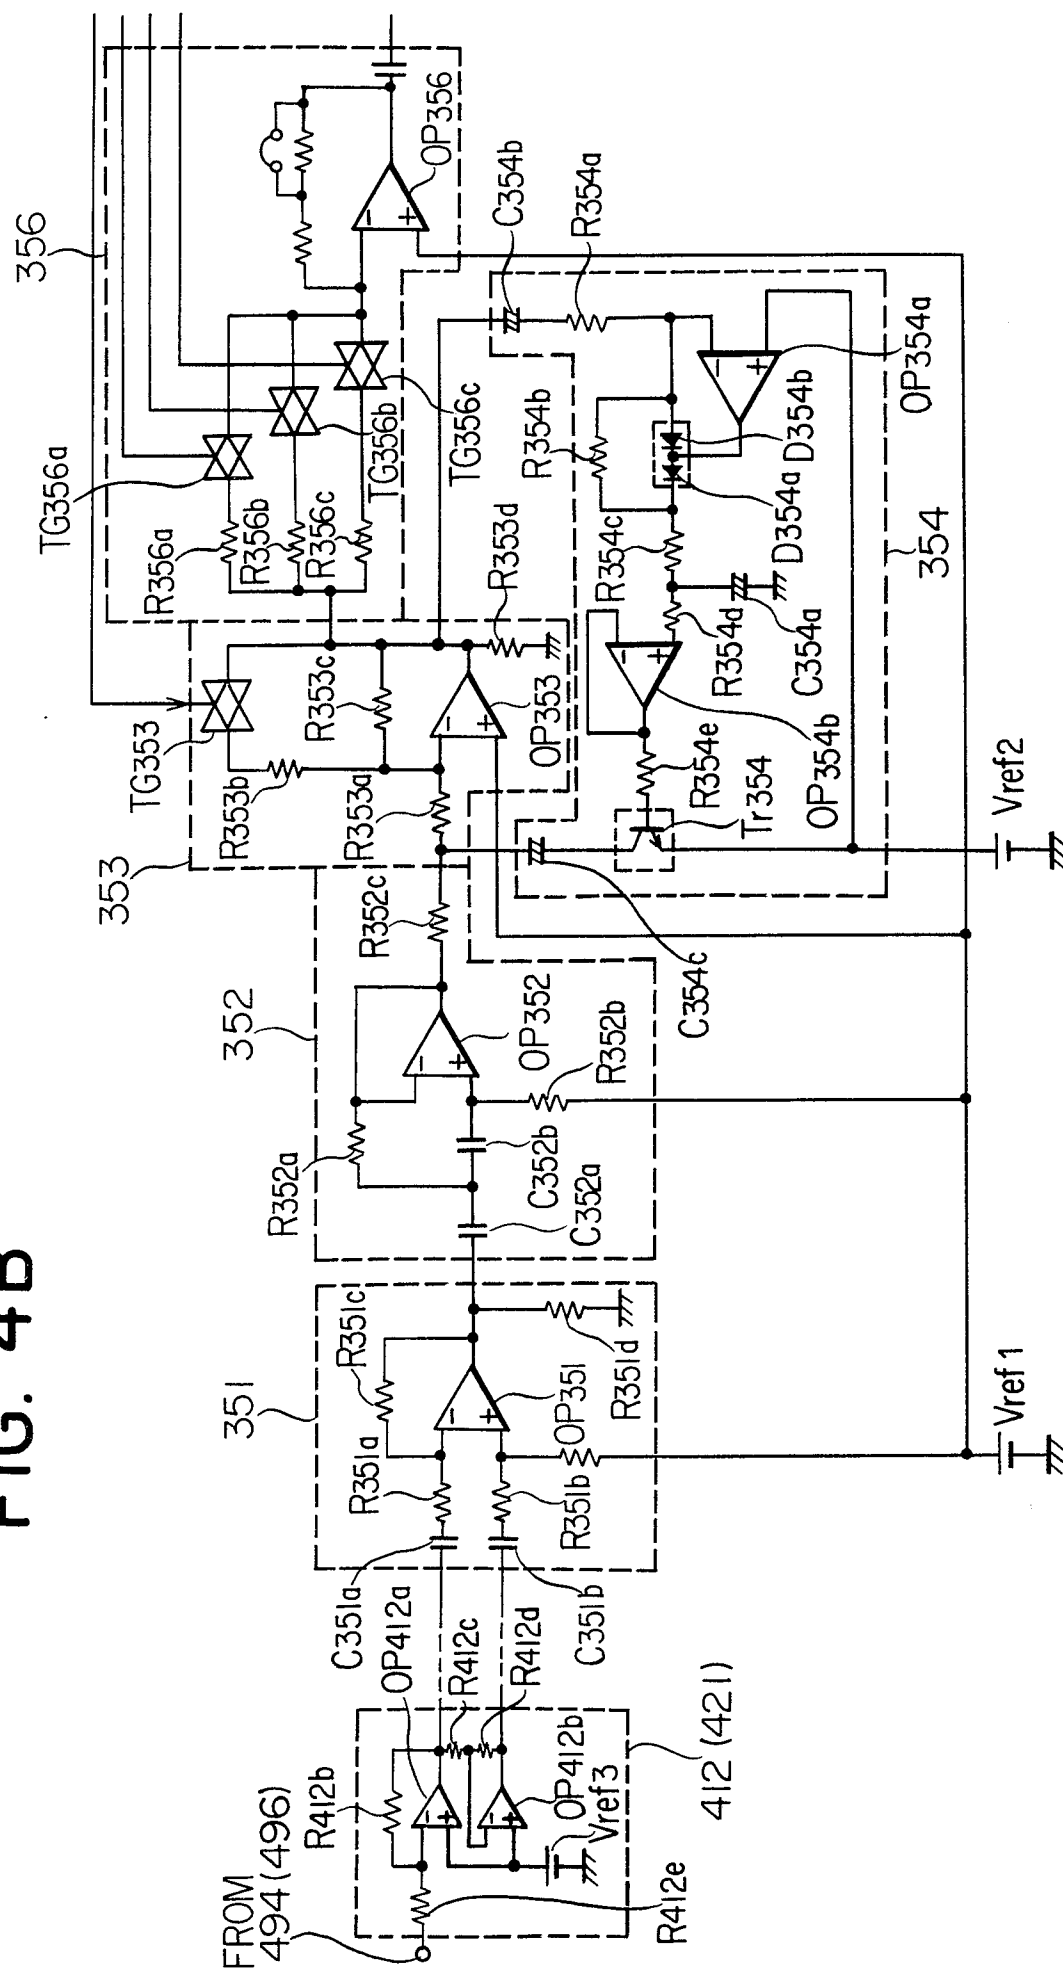 FIG. 4B
FROM
494 (496)
R412b
OP412a
R412c
R412d
OP412b
Vref3
R412e
412 (421)
C351a
C351b
351
R351a
R351c
R351b
OP351
R351d
Vref1
352
R352a
C352a
C352b
OP352
R352b
R352c
353
TG353
R353b
R353a
R353c
OP353
R353d
354
C354c
Tr354
R354e
OP354b
R354d
C354a
R354c
R354b
D354a
D354b
OP354a
R354a
C354b
Vref2
356
TG356a
R356a
R356b
R356c
TG356b
TG356c
OP356
−
+
−
+
−
+
−
+
−
+
−
+
−
+
−
+